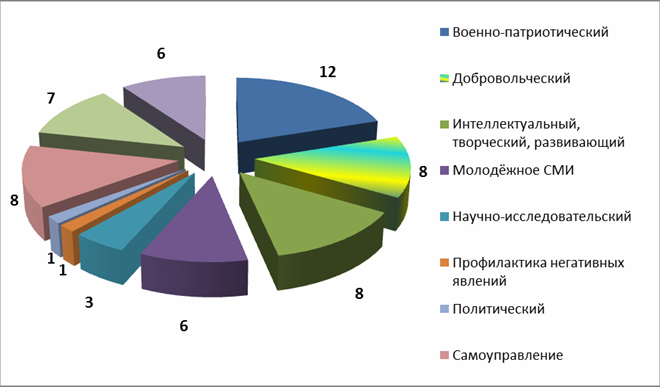 6
12
7
8
8
1
1
3
6
8
Военно-патриотический
Добровольческий
Интеллектуальный,
творческий, развивающий
Молодёжное СМИ
Научно-исследовательский
Профилактика негативных
явлений
Политический
Самоуправление